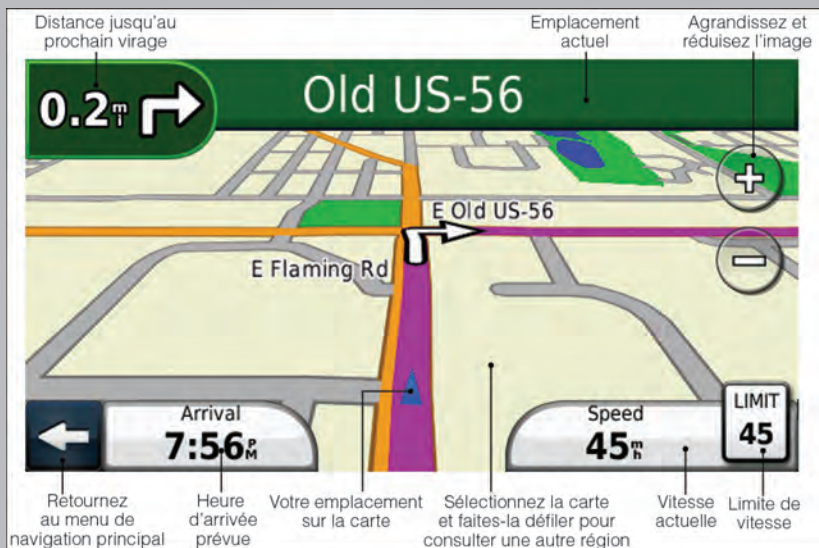 Distance jusqu'au
prochain virage
Emplacement
actuel
Agrandissez et
réduisez l'image
0.2 mi
Old US-56
+
E Old US-56
E Flaming Rd
−
Arrival
7:56 PM
Speed
45 mh
LIMIT
45
Retournez
au menu de
navigation principal
Heure
d'arrivée
prévue
Votre emplacement
sur la carte
Sélectionnez la carte
et faites-la défiler pour
consulter une autre région
Vitesse
actuelle
Limite de
vitesse